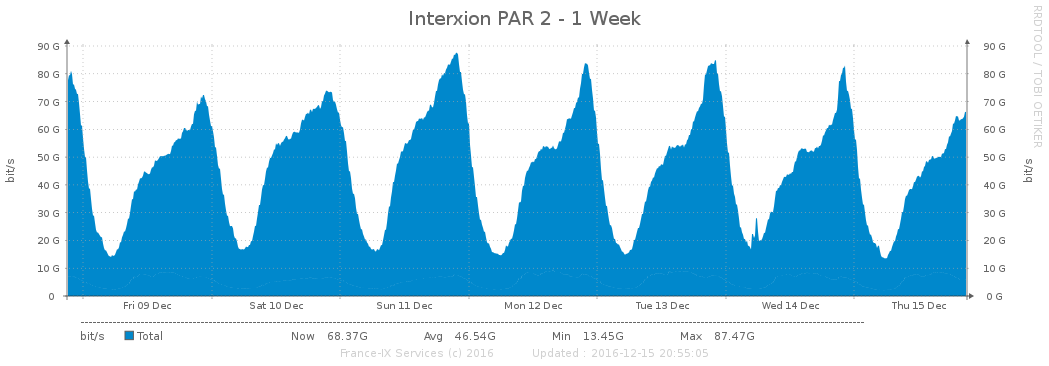 Interxion PAR 2 - 1 Week
RRDTOOL / TOBI OETIKER
bit/s
90 G
80 G
70 G
60 G
50 G
40 G
30 G
20 G
10 G
0
90 G
80 G
70 G
60 G
50 G
40 G
30 G
20 G
10 G
0 G
bit/s
Fri 09 Dec Sat 10 Dec Sun 11 Dec Mon 12 Dec Tue 13 Dec Wed 14 Dec Thu 15 Dec
bit/s Total Now 68.37G Avg 46.54G Min 13.45G Max 87.47G
France-IX Services (c) 2016 Updated : 2016-12-15 20:55:05